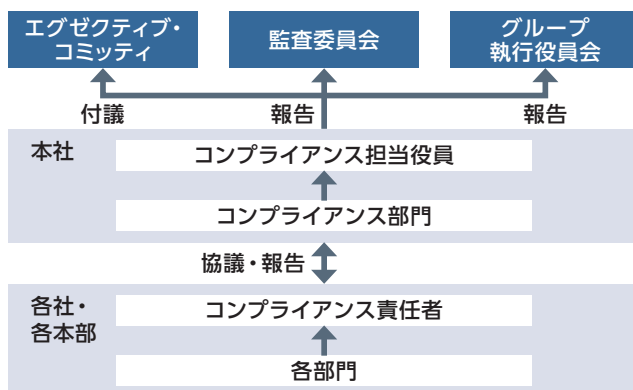 エグゼクティブ・
コミッティ
監査委員会
グループ
執行役員会
付議
報告
報告
本社
コンプライアンス担当役員
コンプライアンス部門
協議・報告
各社・
各本部
コンプライアンス責任者
各部門